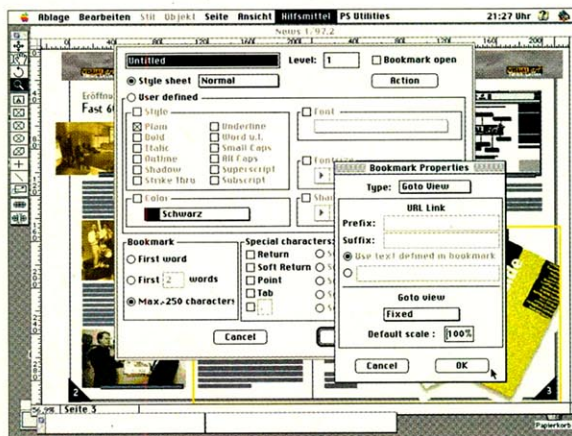 Ablage Bearbeiten Stil Objekt Seite Ansicht Hilfsmittel PS Utilities 21:27 Uhr
Neues 1/97.2
Untitled Level: 1 Bookmark open
Style sheet Normal Action
User defined
Style Font
Plain Underline
Bold Word u.l.
Italic Small Caps
Outline All Caps
Shadow Superscript
Strike Thru Subscript
Color
Schwarz
Bookmark
First word
First 2 words
Max. 250 characters
Special characters:
Return
Soft Return
Point
Tab
Cancel
Bookmark Properties
Type: Goto View
URL Link
Prefix:
Suffix:
Use text defined in bookmark
Goto view
Fixed
Default scale : 100%
Cancel OK
Fast
2
3
Seite 3
Papierkorb